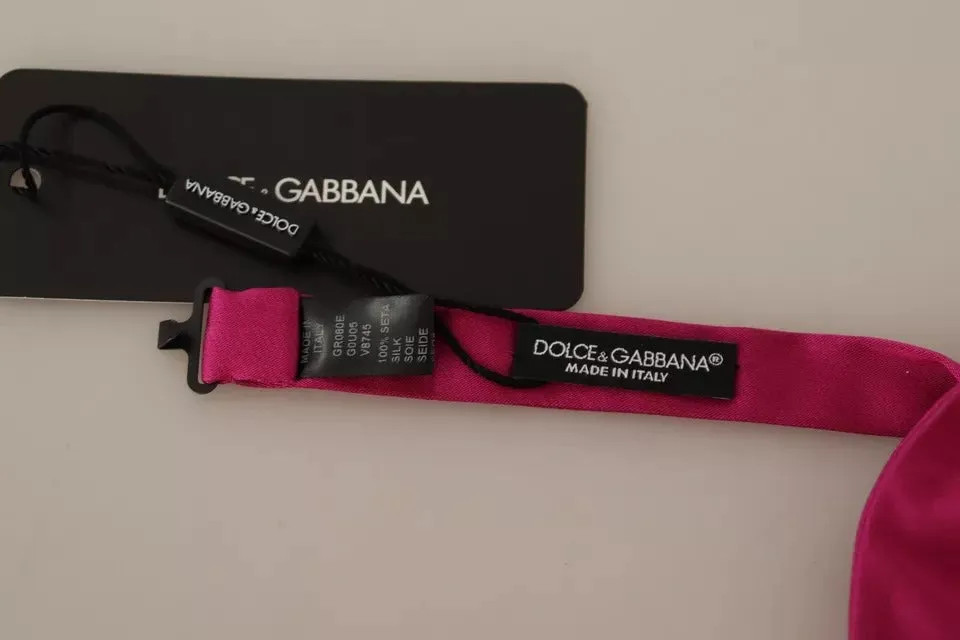 & GABBANA
DOLCE & GABBANA
MADE IN
ITALY
GR080E
G0U05
V8745
100% SETA
SILK
SOIE
SEIDE
DOLCE & GABBANA®
MADE IN ITALY